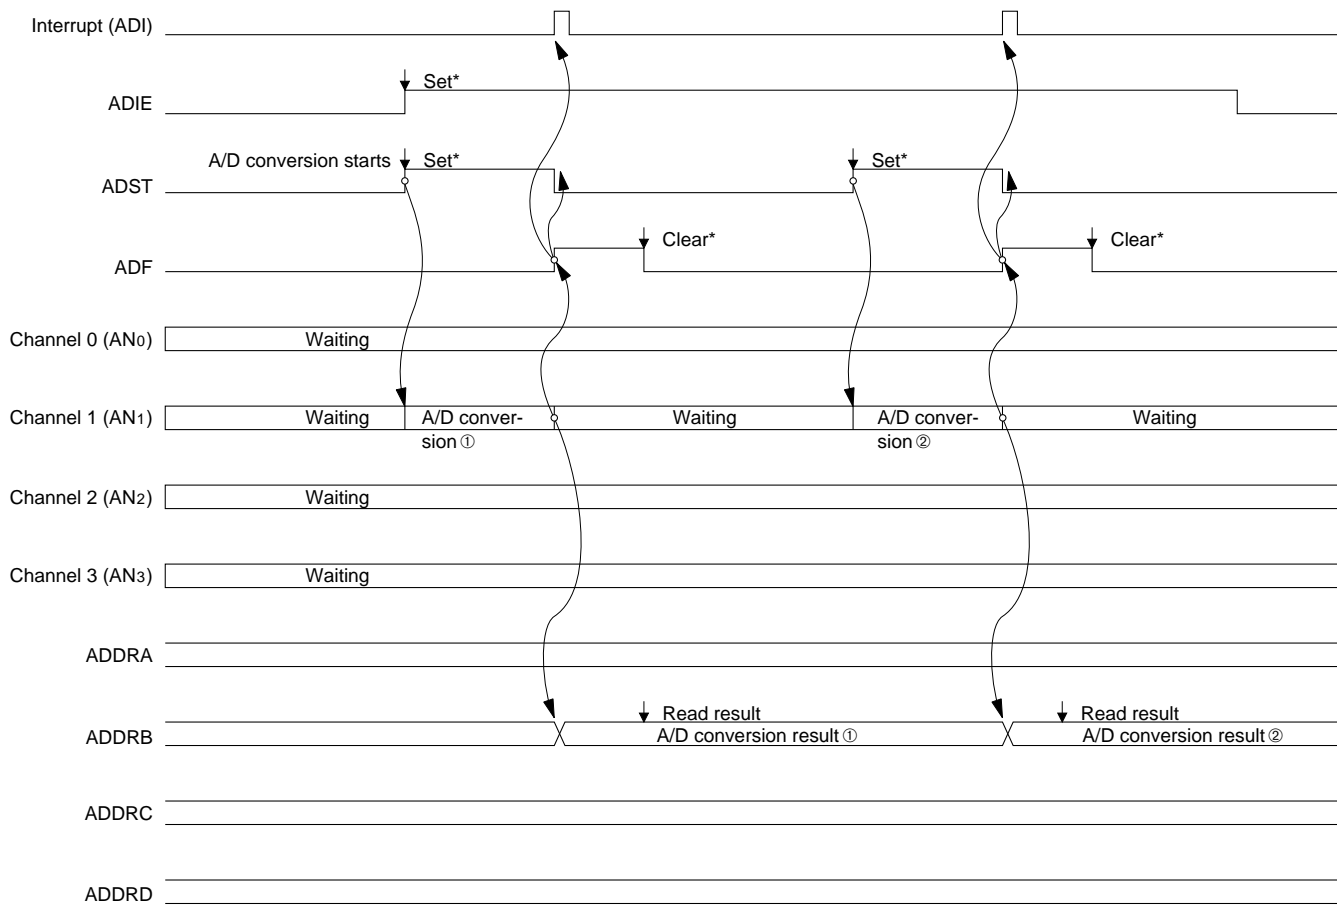 Interrupt (ADI)
Set*
ADIE
A/D conversion starts
Set*
Set*
ADST
Clear*
Clear*
ADF
Channel 0 (AN0)
Waiting
Channel 1 (AN1)
Waiting
A/D conver-
sion ①
Waiting
A/D conver-
sion ②
Waiting
Channel 2 (AN2)
Waiting
Channel 3 (AN3)
Waiting
ADDRA
Read result
Read result
ADDRB
A/D conversion result ①
A/D conversion result ②
ADDRC
ADDRD